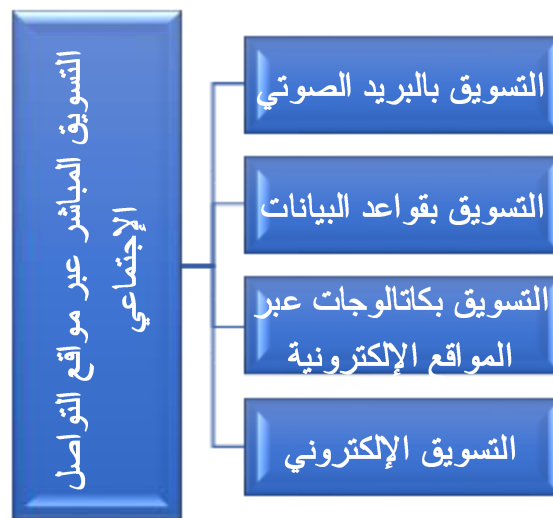 التسويق المباشر عبر مواقع التواصل
الإجتماعي
التسويق بالبريد الصوتي
التسويق بقواعد البيانات
التسويق بكاتالوجات عبر
المواقع الإلكترونية
التسويق الإلكتروني